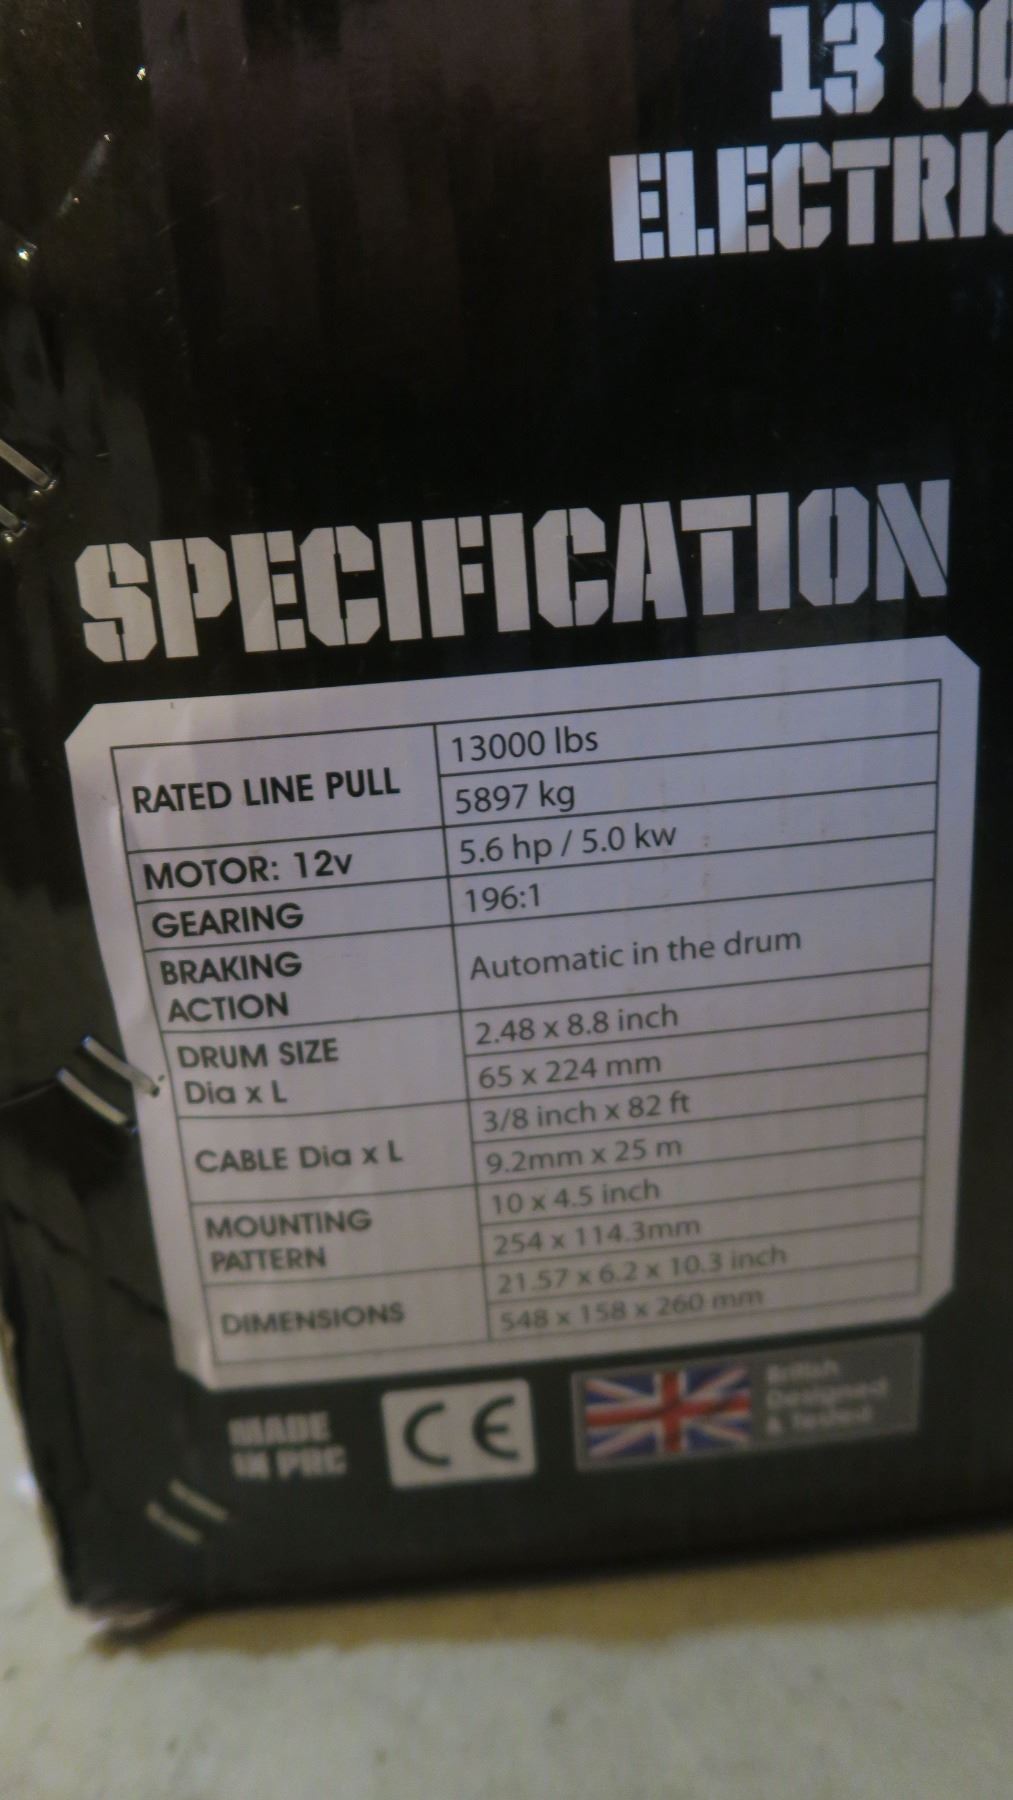 13 00
ELECTRIC
SPECIFICATION
RATED LINE PULL
13000 lbs
5897 kg
MOTOR: 12v
5.6 hp / 5.0 kw
GEARING
196:1
BRAKING
ACTION
Automatic in the drum
DRUM SIZE
Dia x L
2.48 x 8.8 inch
65 x 224 mm
CABLE Dia x L
3/8 inch x 82 ft
9.2mm x 25 m
MOUNTING
PATTERN
10 x 4.5 inch
254 x 114.3mm
DIMENSIONS
21.57 x 6.2 x 10.3 inch
548 x 158 x 260 mm
MADE
IN PRC
CE
British
Designed
& Tested